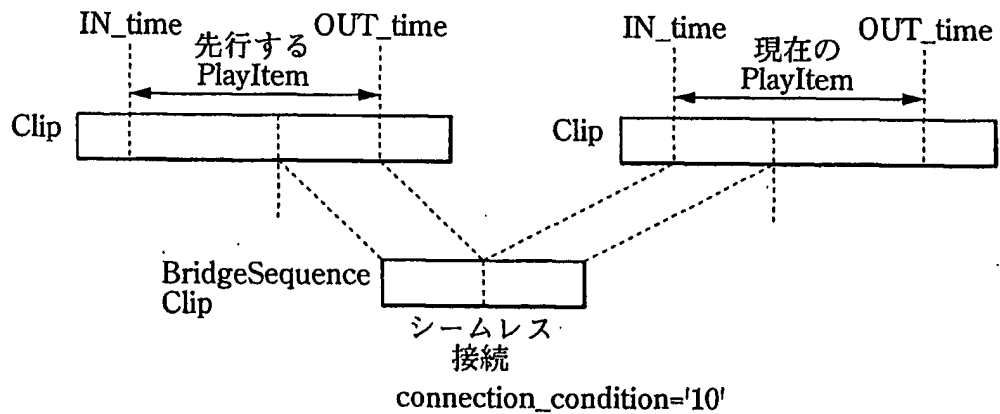 IN_time
先行する
PlayItem
OUT_time
IN_time
現在の
PlayItem
OUT_time
Clip
Clip
BridgeSequence
Clip
シームレス
接続
connection_condition='10'